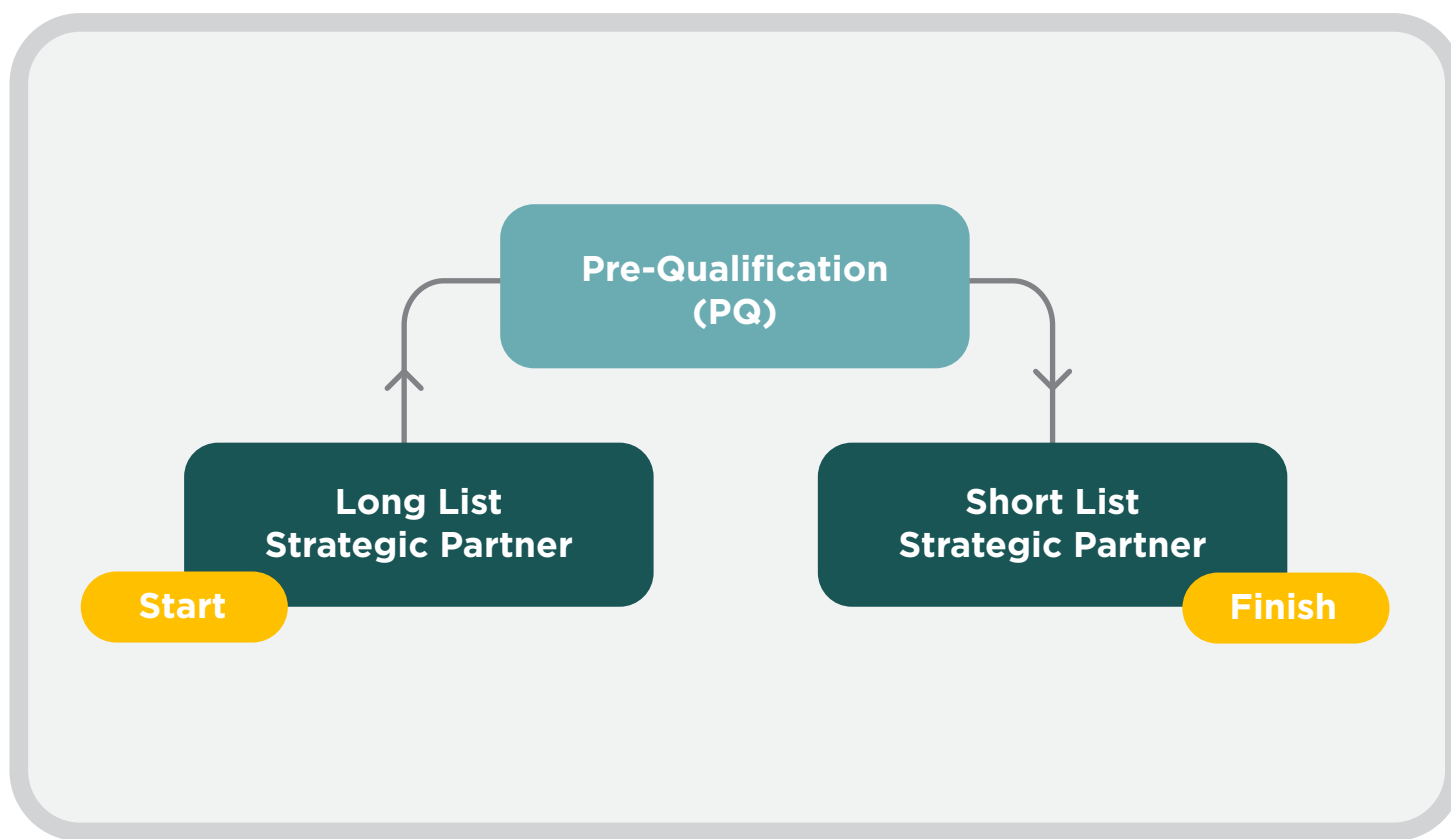 Pre-Qualification
(PQ)
Long List
Strategic Partner
Start
Short List
Strategic Partner
Finish